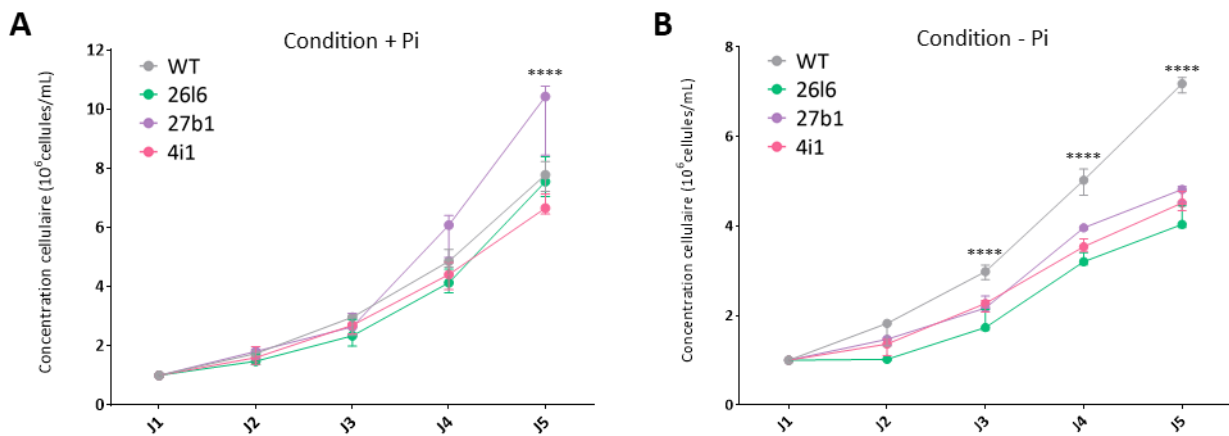 A
Condition + Pi
Concentration cellulaire (10⁶cellules/mL)
12
10
8
6
4
2
0
WT
26l6
27b1
4i1
****
J1
J2
J3
J4
J5
B
Condition - Pi
Concentration cellulaire (10⁶cellules/mL)
8
6
4
2
0
WT
26l6
27b1
4i1
****
****
****
J1
J2
J3
J4
J5